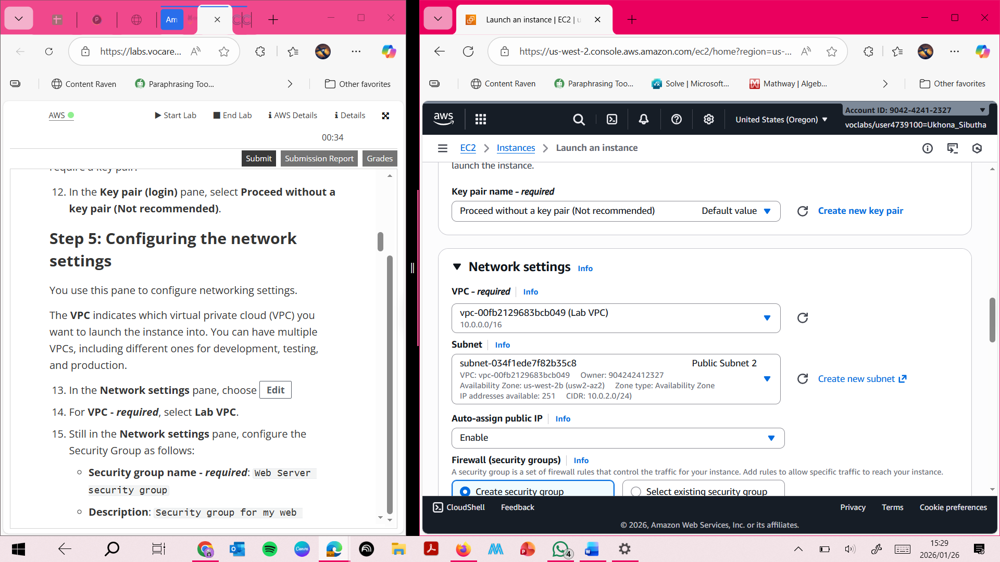 Am
Launch an instance | EC2 | u
https://labs.vocare...
https://us-west-2.console.aws.amazon.com/ec2/home?region=us-...
Content Raven
Paraphrasing Too...
Other favorites
Content Raven
Paraphrasing Too...
Solve | Microsoft...
Mathway | Algeb...
Other favorites
AWS
Start Lab
End Lab
AWS Details
Details
00:34
Submit
Submission Report
Grades
require a key pair.
12. In the Key pair (login) pane, select Proceed without a
key pair (Not recommended).
Step 5: Configuring the network
settings
You use this pane to configure networking settings.
The VPC indicates which virtual private cloud (VPC) you
want to launch the instance into. You can have multiple
VPCs, including different ones for development, testing,
and production.
13. In the Network settings pane, choose Edit
14. For VPC - required, select Lab VPC.
15. Still in the Network settings pane, configure the
Security Group as follows:
Security group name - required: Web Server
security group
Description: Security group for my web
aws
United States (Oregon)
Account ID: 9042-4241-2327
voclabs/user4739100=Ukhona_Sibutha
EC2
Instances
Launch an instance
launch the instance.
Key pair name - required
Proceed without a key pair (Not recommended)
Default value
Create new key pair
Network settings
Info
VPC - required
Info
vpc-00fb2129683bcb049 (Lab VPC)
10.0.0.0/16
Subnet
Info
subnet-034f1ede7f82b35c8
Public Subnet 2
VPC: vpc-00fb2129683bcb049 Owner: 904242412327
Availability Zone: us-west-2b (usw2-az2) Zone type: Availability Zone
IP addresses available: 251 CIDR: 10.0.2.0/24)
Create new subnet
Auto-assign public IP
Info
Enable
Firewall (security groups)
Info
A security group is a set of firewall rules that control the traffic for your instance. Add rules to allow specific traffic to reach your instance.
Create security group
Select existing security group
CloudShell
Feedback
Privacy
Terms
Cookie preferences
© 2026, Amazon Web Services, Inc. or its affiliates.
Canva
4
15:29
2026/01/26